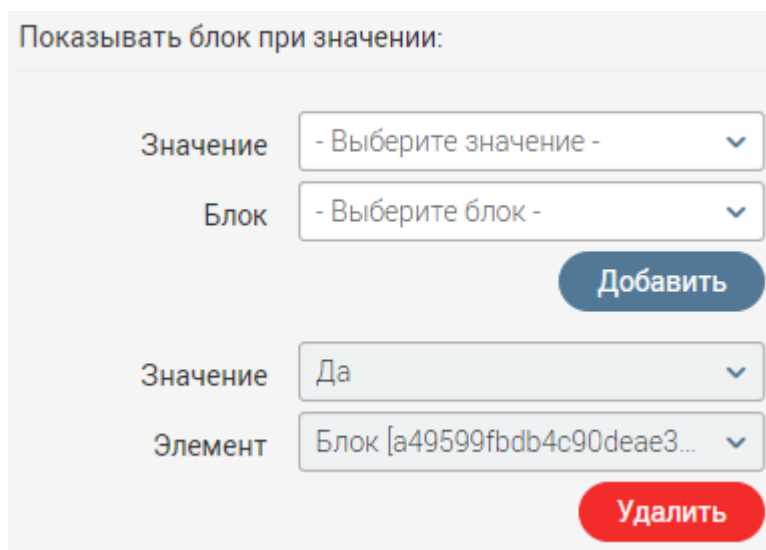 Показывать блок при значении:
Значение - Выберите значение -
Блок - Выберите блок -
Добавить
Значение Да
Элемент Блок [a49599fbdb4c90deae3...
Удалить